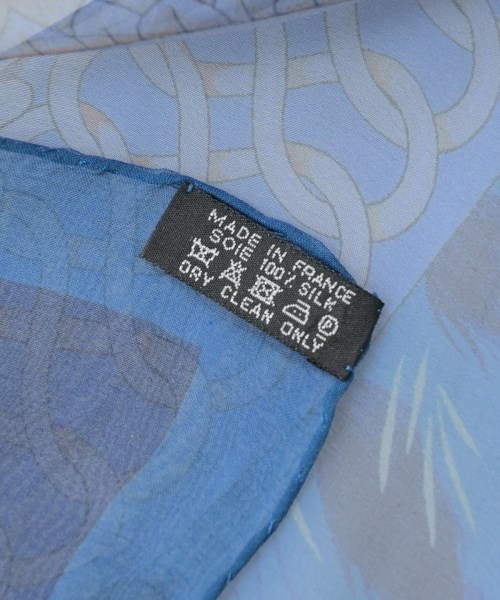 MADE IN FRANCE
SOIE 100% SILK
P
DRY CLEAN ONLY